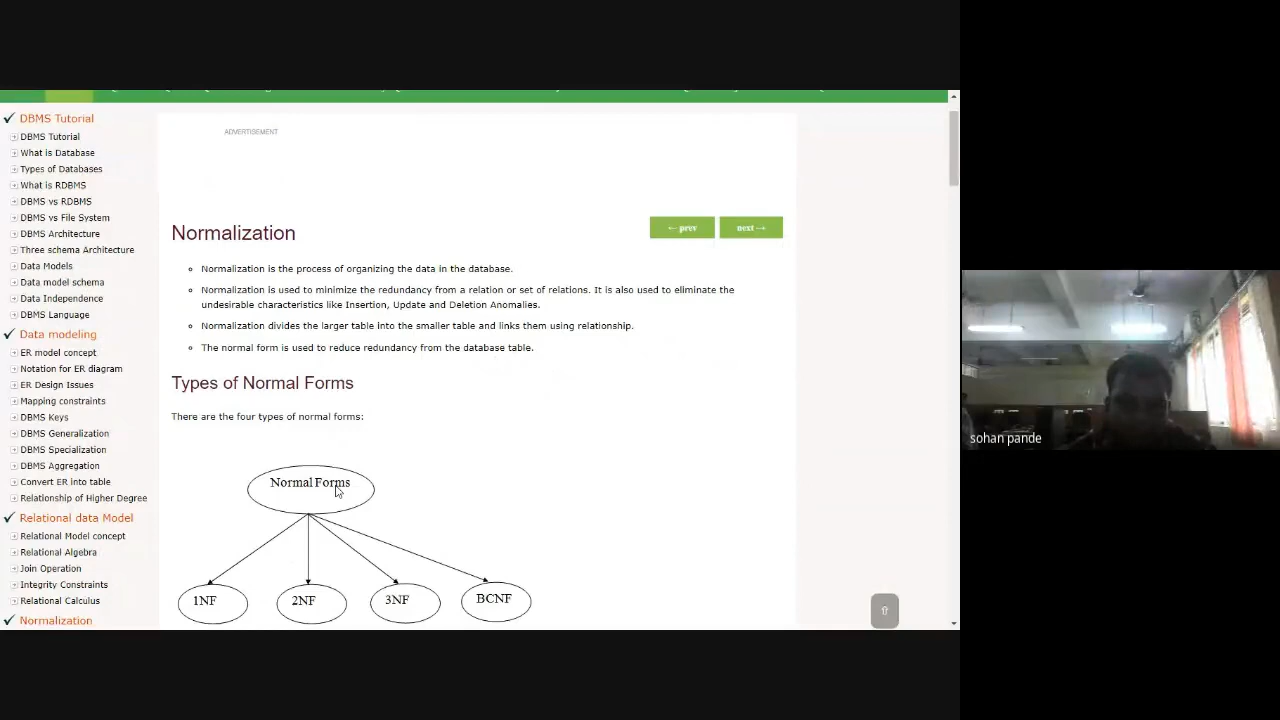 DBMS Tutorial
DBMS Tutorial
What is Database
Types of Databases
What is RDBMS
DBMS vs RDBMS
DBMS vs File System
DBMS Architecture
Three schema Architecture
Data Models
Data model schema
Data Independence
DBMS Language
Data modeling
ER model concept
Notation for ER diagram
ER Design Issues
Mapping constraints
DBMS Keys
DBMS Generalization
DBMS Specialization
DBMS Aggregation
Convert ER into table
Relationship of Higher Degree
Relational data Model
Relational Model concept
Relational Algebra
Join Operation
Integrity Constraints
Relational Calculus
Normalization
ADVERTISEMENT
← prev
next →
Normalization
Normalization is the process of organizing the data in the database.
Normalization is used to minimize the redundancy from a relation or set of relations. It is also used to eliminate the
undesirable characteristics like Insertion, Update and Deletion Anomalies.
Normalization divides the larger table into the smaller table and links them using relationship.
The normal form is used to reduce redundancy from the database table.
Types of Normal Forms
There are the four types of normal forms:
Normal Forms
1NF
2NF
3NF
BCNF
sohan pande